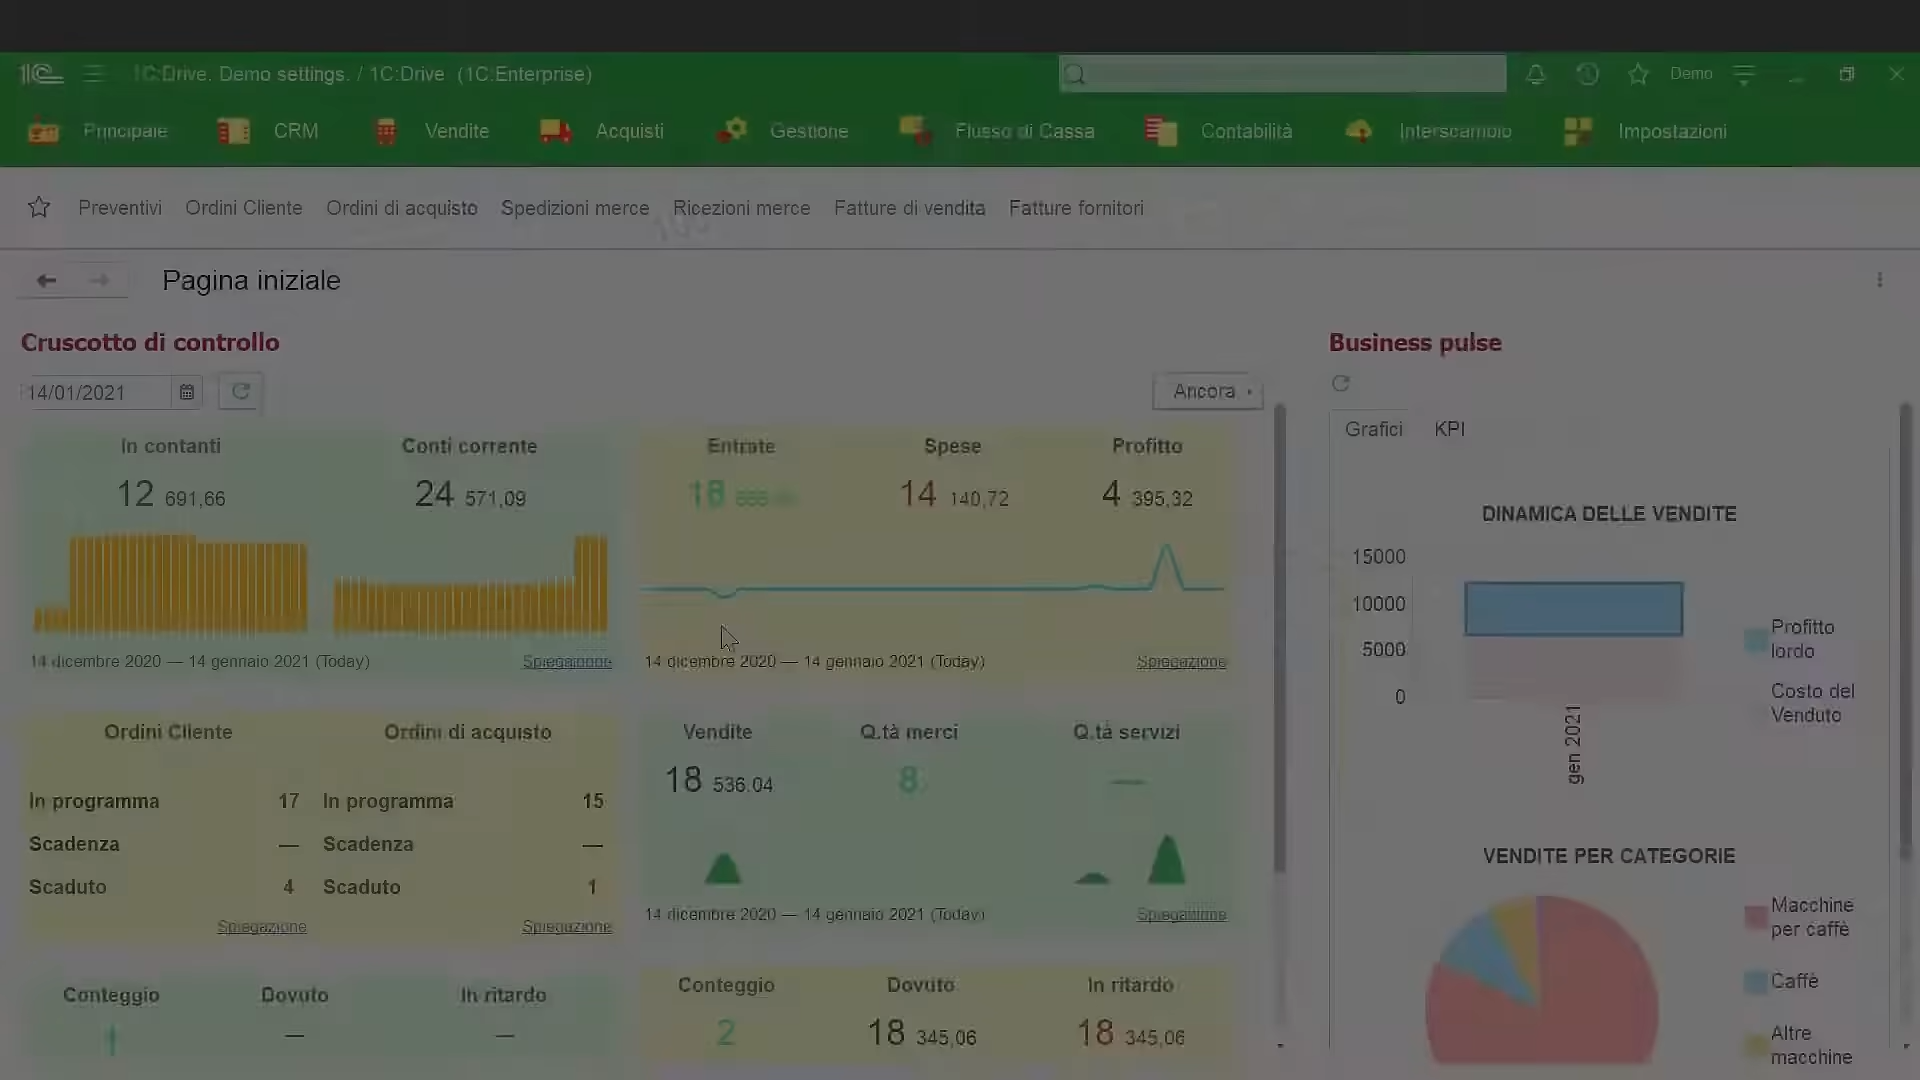 1C:Drive. Demo settings. / 1C:Drive (1C:Enterprise)
Demo
Principale
CRM
Vendite
Acquisti
Gestione
Flusso di Cassa
Contabilità
Interscambio
Impostazioni
Preventivi
Ordini Cliente
Ordini di acquisto
Spedizioni merce
Ricezioni merce
Fatture di vendita
Fatture fornitori
Pagina iniziale
Cruscotto di controllo
14/01/2021
Ancora
In contanti
Conti corrente
12 691,66
24 571,09
14 dicembre 2020 — 14 gennaio 2021 (Today)
Spiegazione
Entrate
Spese
Profitto
18
14 140,72
4 395,32
14 dicembre 2020 — 14 gennaio 2021 (Today)
Spiegazione
Ordini Cliente
Ordini di acquisto
In programma 17
In programma 15
Scadenza —
Scadenza —
Scaduto 4
Scaduto 1
Spiegazione
Spiegazione
Vendite
Q.tà merci
Q.tà servizi
18 536.04
8
—
14 dicembre 2020 — 14 gennaio 2021 (Today)
Spiegazione
Conteggio
Dovuto
In ritardo
—
—
Conteggio
Dovuto
In ritardo
2
18 345,06
18 345,06
Business pulse
Grafici
KPI
DINAMICA DELLE VENDITE
15000
10000
5000
0
gen 2021
Profitto
lordo
Costo del
Venduto
VENDITE PER CATEGORIE
Macchine
per caffè
Caffè
Altre
macchine